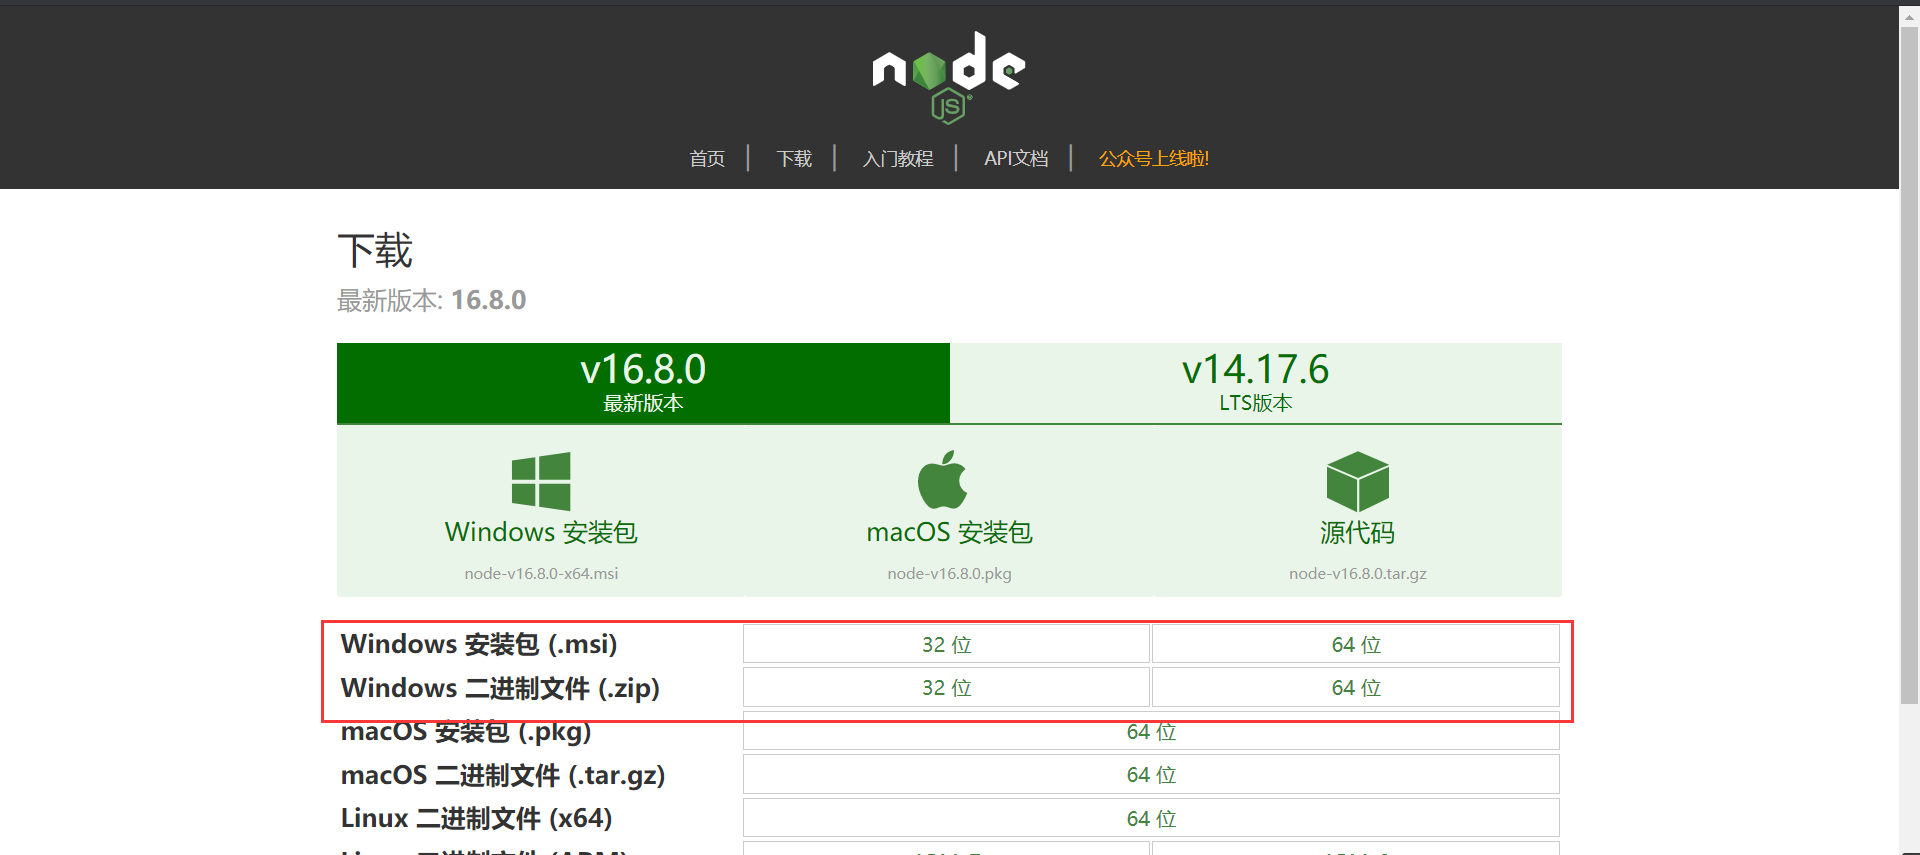 node
JS
首页 下载 入门教程 API文档 公众号上线啦!
下载
最新版本: 16.8.0
v16.8.0 v14.17.6
最新版本 LTS版本
Windows 安装包 macOS 安装包 源代码
node-v16.8.0-x64.msi node-v16.8.0.pkg node-v16.8.0.tar.gz
Windows 安装包 (.msi) 32 位 64 位
Windows 二进制文件 (.zip) 32 位 64 位
macOS 安装包 (.pkg) 64 位
macOS 二进制文件 (.tar.gz) 64 位
Linux 二进制文件 (x64) 64 位